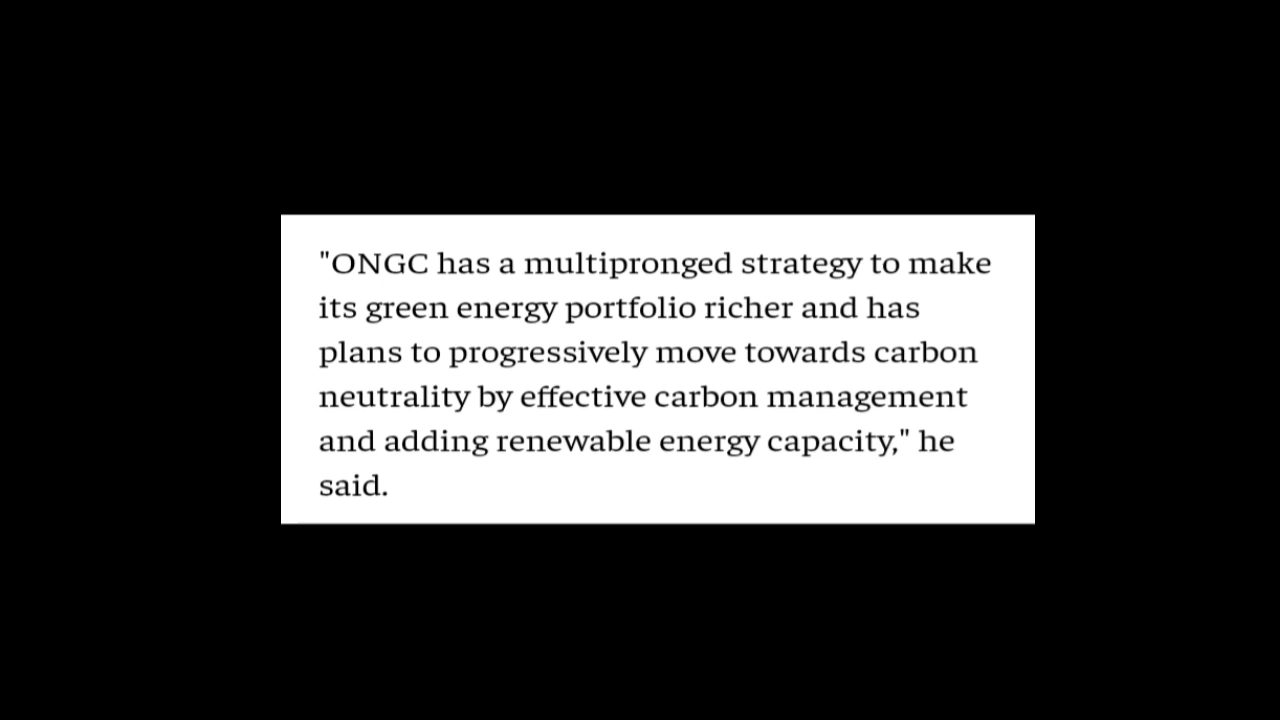 "ONGC has a multipronged strategy to make
its green energy portfolio richer and has
plans to progressively move towards carbon
neutrality by effective carbon management
and adding renewable energy capacity," he
said.